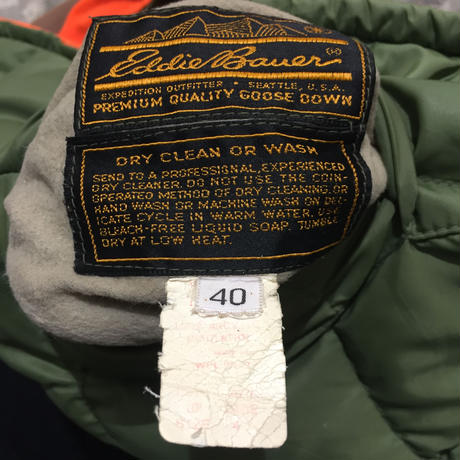 Eddie Bauer
EXPEDITION OUTFITTER • SEATTLE, U.S.A.
PREMIUM QUALITY GOOSE DOWN
DRY CLEAN OR WASH
SEND TO A PROFESSIONAL, EXPERIENCED
DRY CLEANER. DO NOT USE THE COIN
OPERATED METHOD OF DRY CLEANING, OR
HAND WASH OR MACHINE WASH ON DEL-
ICATE CYCLE IN WARM WATER. USE
BLEACH-FREE LIQUID SOAP. TUMBLE
DRY AT LOW HEAT.
40